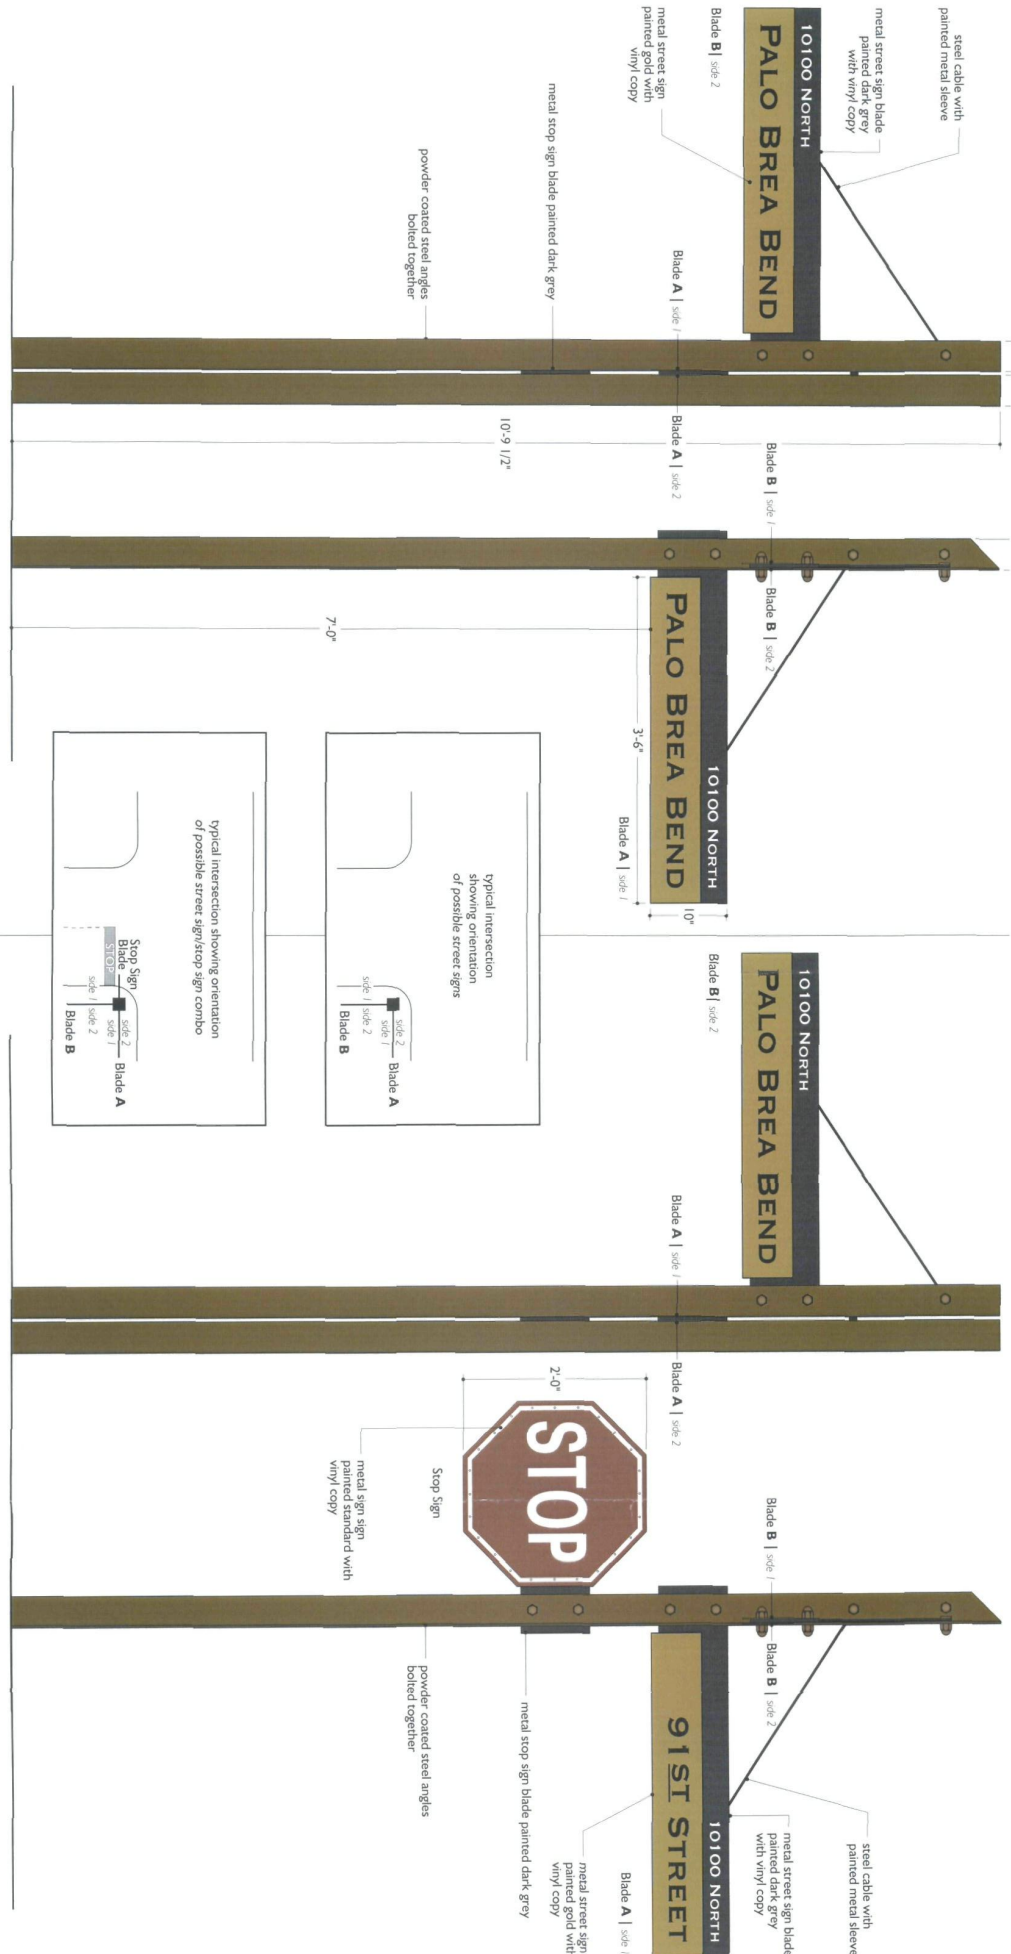 steel cable with
painted metal sleeve
metal street sign blade
painted dark grey
with vinyl copy
10100 NORTH
PALO BREA BEND
Blade B | side 2
metal street sign
painted gold with
vinyl copy
Blade A | side 1
metal stop sign blade painted dark grey
powder coated steel angles
bolted together
Blade A | side 2
10'-9 1/2"
Blade B | side 1
Blade B | side 2
10100 NORTH
PALO BREA BEND
10"
3'-6"
Blade A | side 1
7'-0"
typical intersection
showing orientation
of possible street signs
side 2
side 1
Blade A
side 1
side 2
Blade B
typical intersection showing orientation
of possible street sign/stop sign combo
Stop Sign
Blade
STOP
side 2
side 1
Blade A
side 1
side 2
Blade B
10100 NORTH
PALO BREA BEND
Blade B | side 2
Blade A | side 1
Blade A | side 2
2'-0"
STOP
Stop Sign
metal sign sign
painted standard with
vinyl copy
Blade B | side 1
Blade B | side 2
steel cable with
painted metal sleeve
metal street sign blade
painted dark grey
with vinyl copy
10100 NORTH
91ST STREET
metal street sign
painted gold with
vinyl copy
Blade A | side 1
metal stop sign blade painted dark grey
powder coated steel angles
bolted together